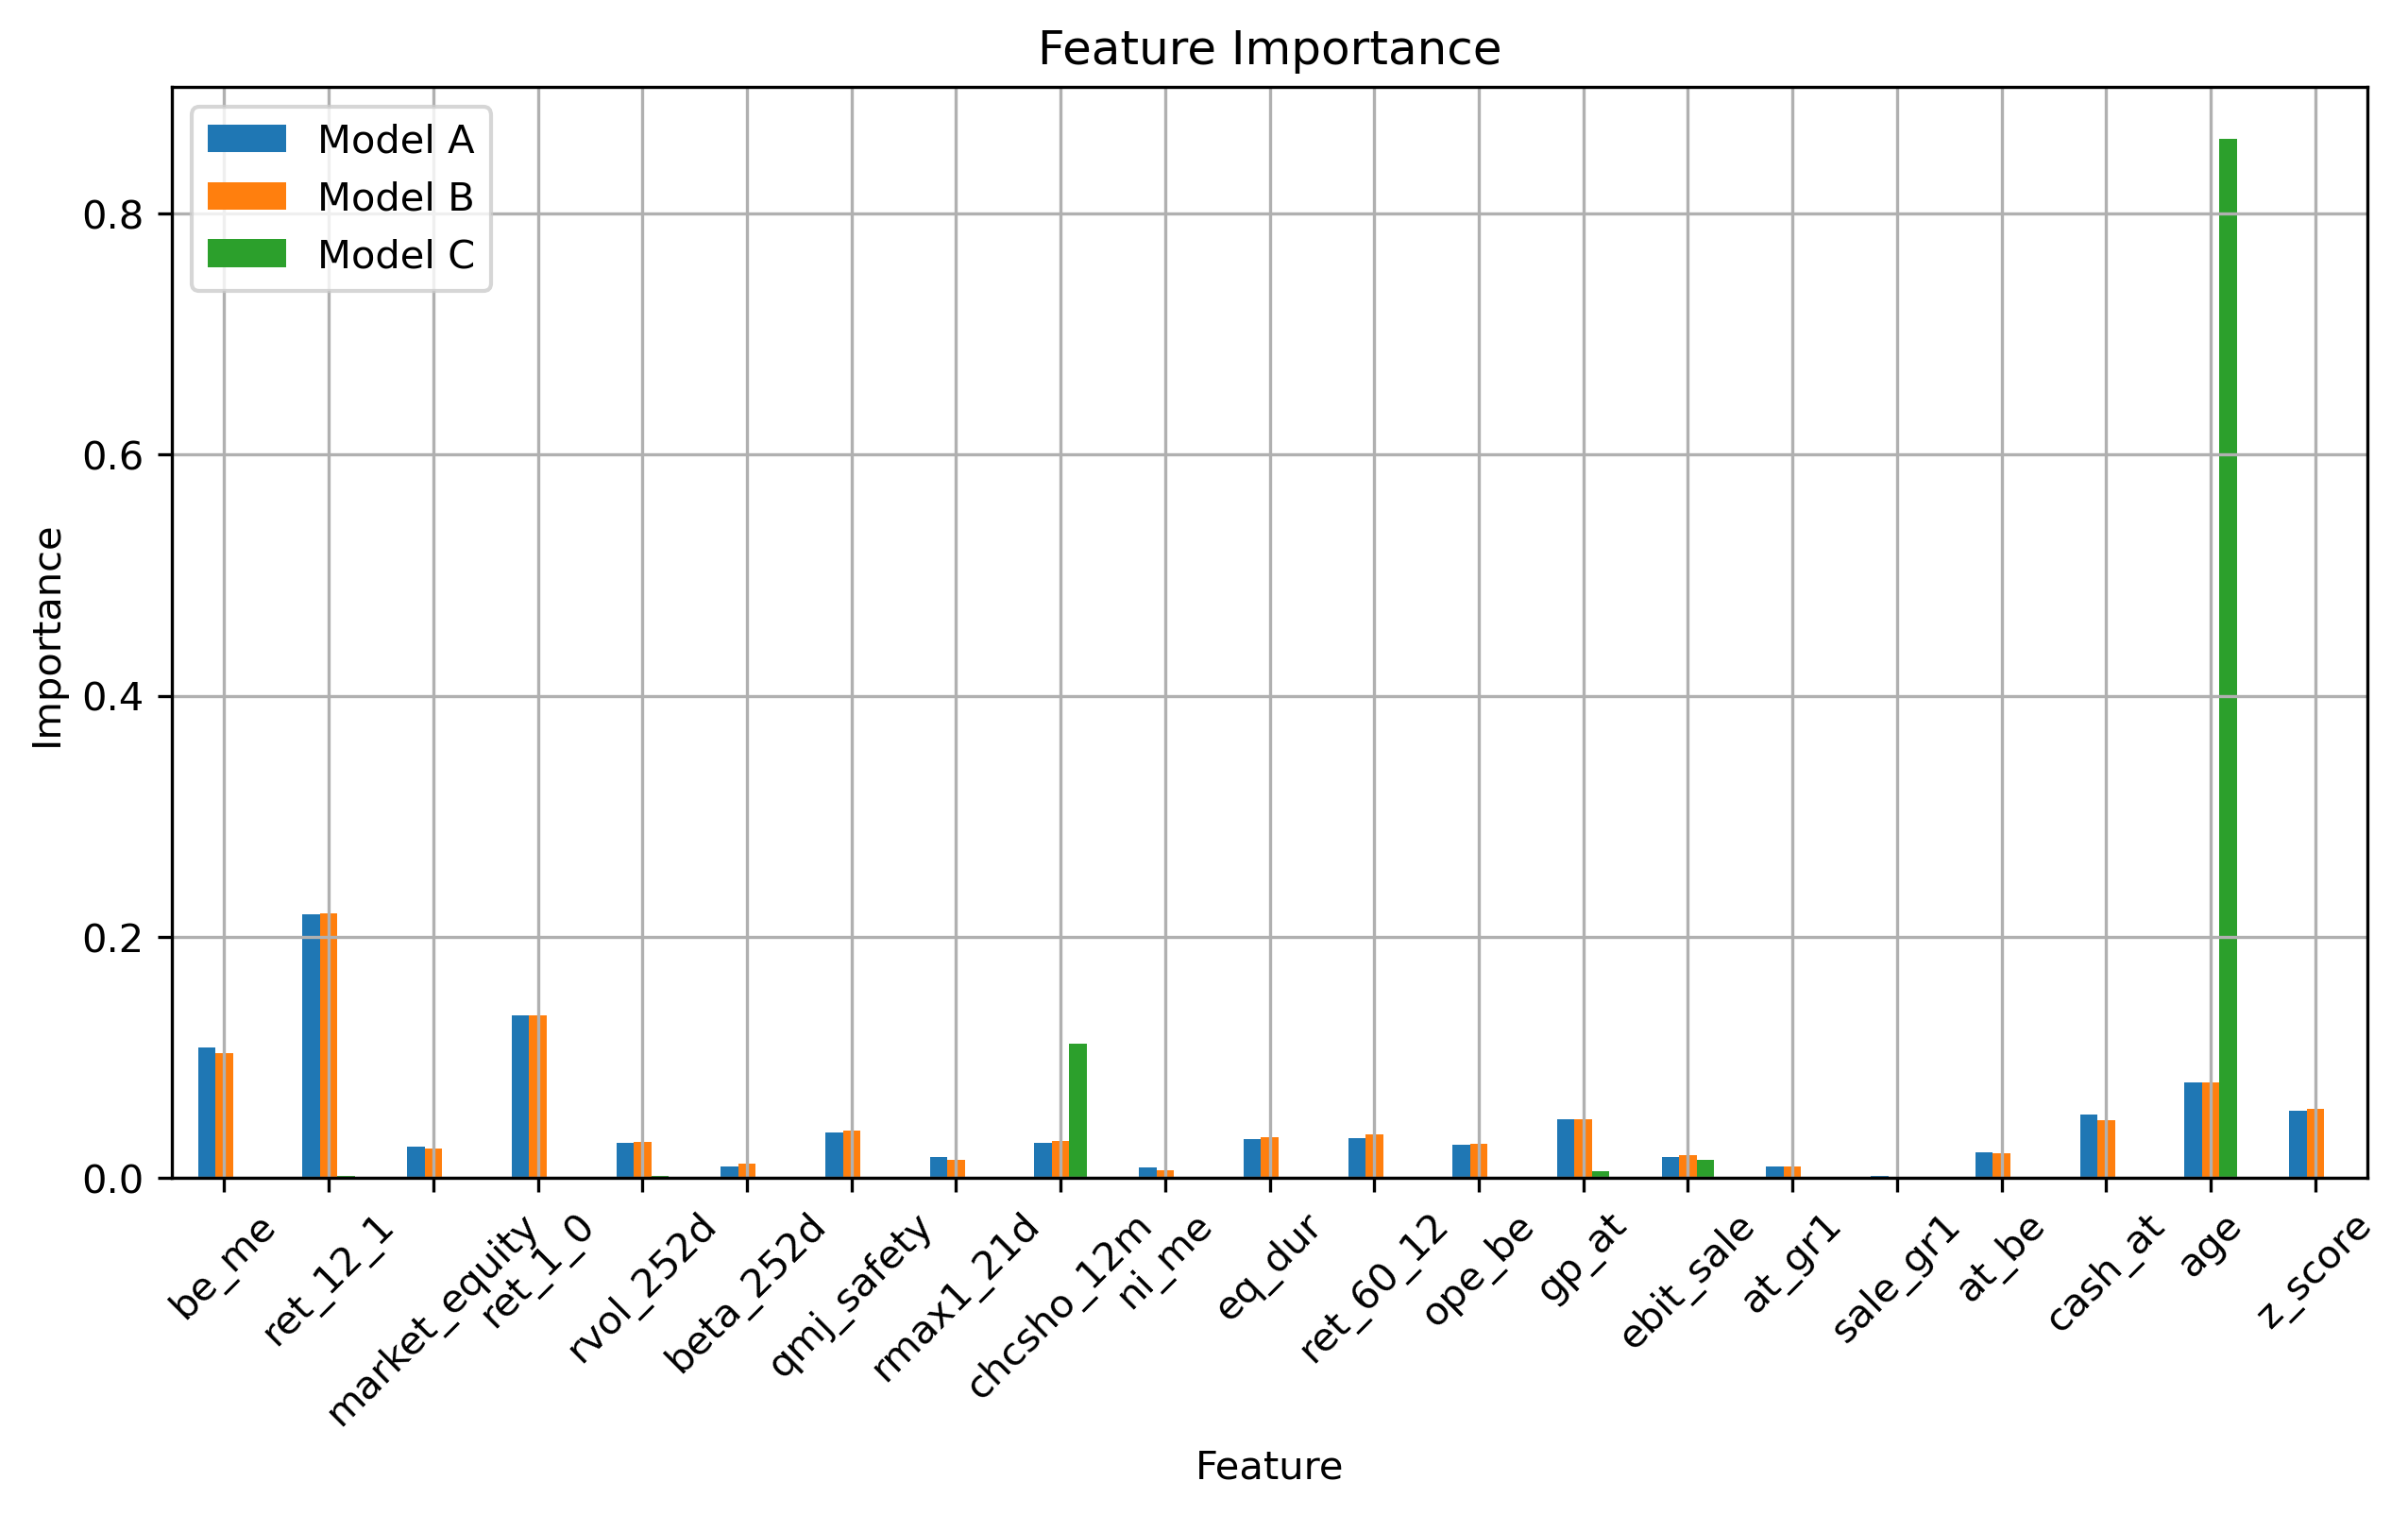 Feature Importance
Model A
Model B
Model C
0.8
0.6
0.4
0.2
0.0
Importance
be_me
ret_12_1
market_equity
ret_1_0
rvol_252d
beta_252d
qmj_safety
rmax1_21d
chcsho_12m
ni_me
eq_dur
ret_60_12
ope_be
gp_at
ebit_sale
at_gr1
sale_gr1
at_be
cash_at
age
z_score
Feature